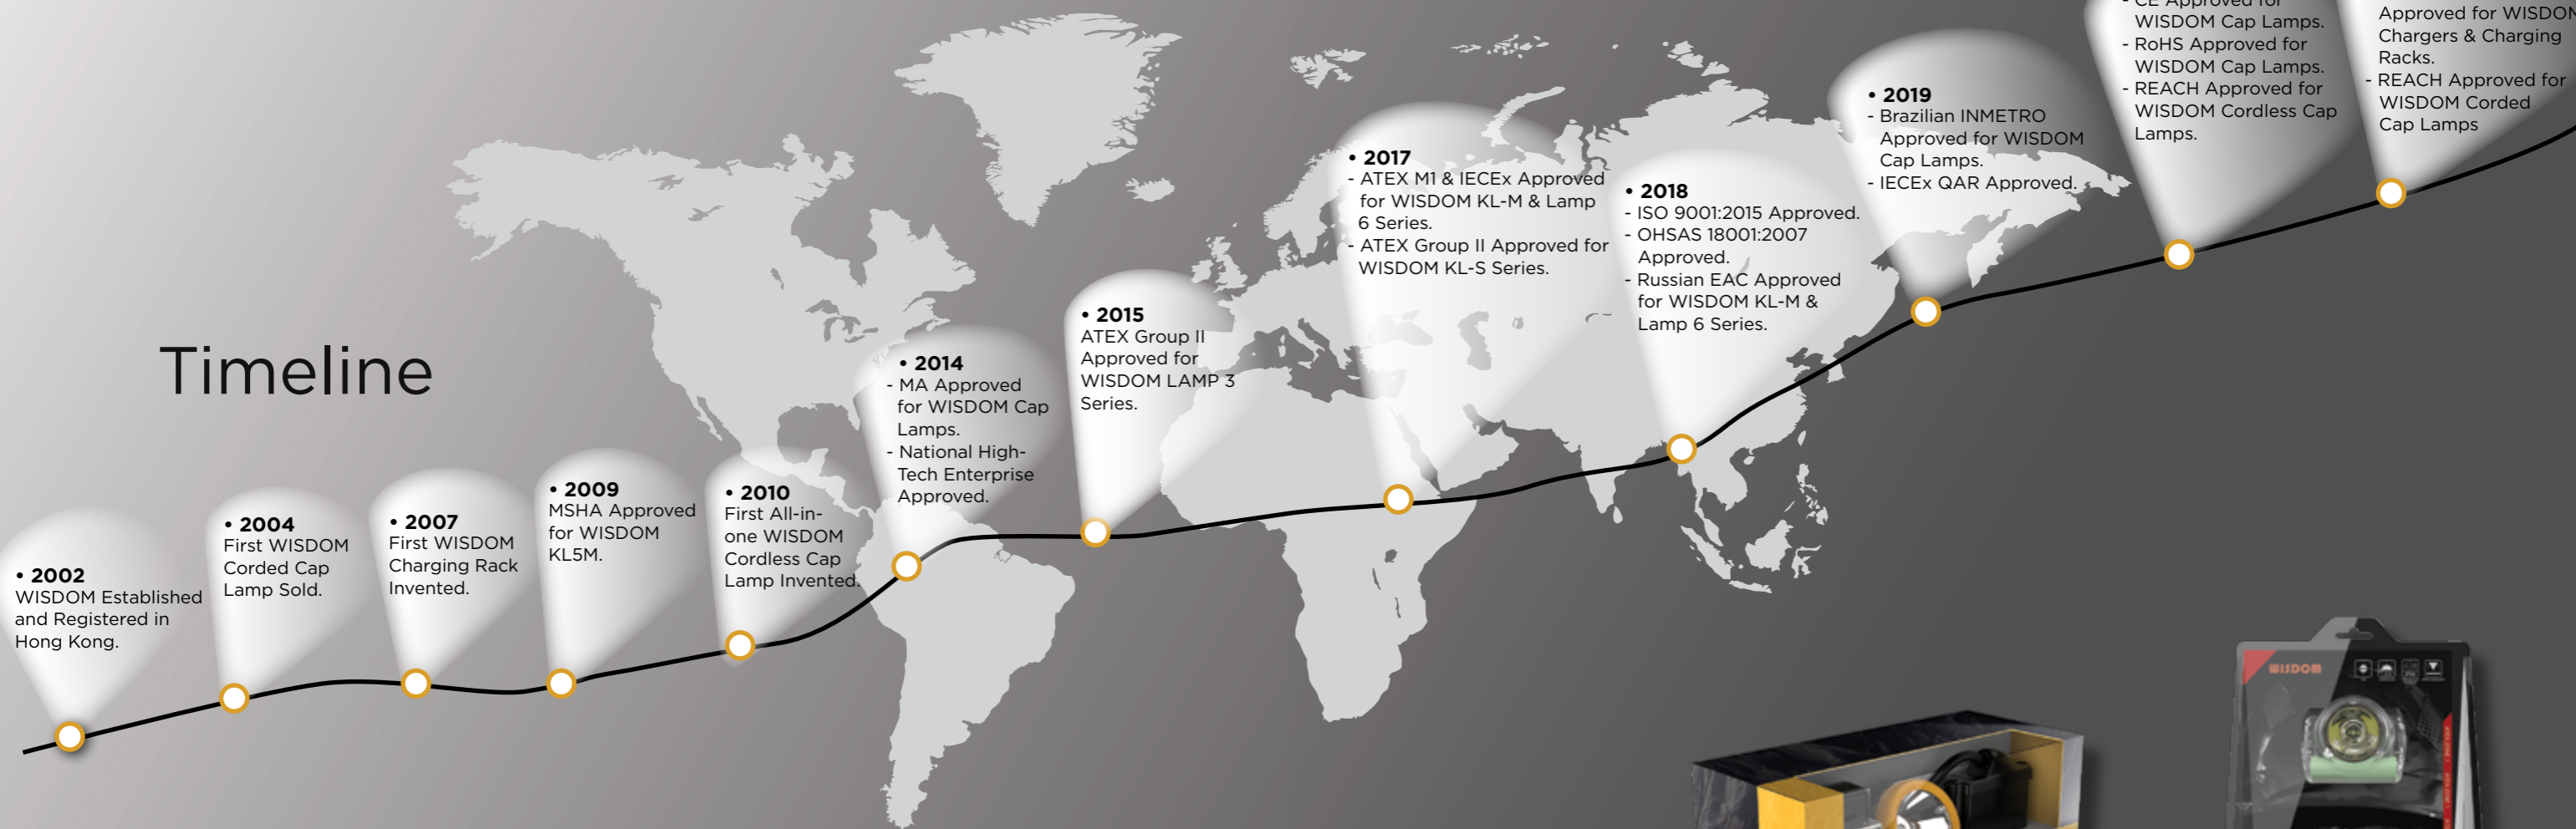 Timeline
• 2002
WISDOM Established
and Registered in
Hong Kong.
• 2004
First WISDOM
Corded Cap
Lamp Sold.
• 2007
First WISDOM
Charging Rack
Invented.
• 2009
MSHA Approved
for WISDOM
KL5M.
• 2010
First All-in-
one WISDOM
Cordless Cap
Lamp Invented.
• 2014
- MA Approved
for WISDOM Cap
Lamps.
- National High-
Tech Enterprise
Approved.
• 2015
ATEX Group II
Approved for
WISDOM LAMP 3
Series.
• 2017
- ATEX M1 & IECEx Approved
for WISDOM KL-M & Lamp
6 Series.
- ATEX Group II Approved for
WISDOM KL-S Series.
• 2018
- ISO 9001:2015 Approved.
- OHSAS 18001:2007
Approved.
- Russian EAC Approved
for WISDOM KL-M &
Lamp 6 Series.
• 2019
- Brazilian INMETRO
Approved for WISDOM
Cap Lamps.
- IECEx QAR Approved.
- CE Approved for
WISDOM Cap Lamps.
- RoHS Approved for
WISDOM Cap Lamps.
- REACH Approved for
WISDOM Cordless Cap
Lamps.
Approved for WISDOM
Chargers & Charging
Racks.
- REACH Approved for
WISDOM Corded
Cap Lamps
WISDOM